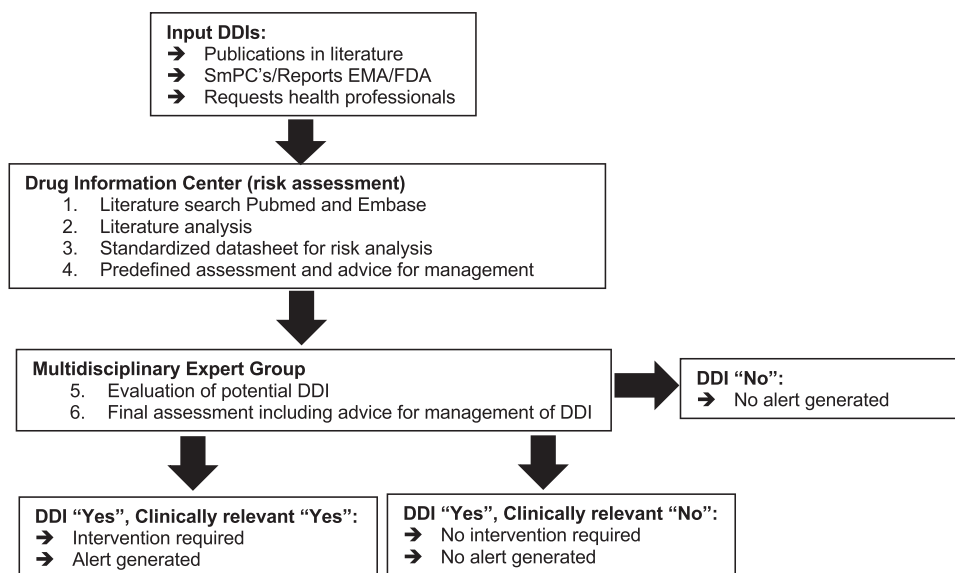 Input DDIs:
➔ Publications in literature
➔ SmPC's/Reports EMA/FDA
➔ Requests health professionals
Drug Information Center (risk assessment)
1. Literature search Pubmed and Embase
2. Literature analysis
3. Standardized datasheet for risk analysis
4. Predefined assessment and advice for management
Multidisciplinary Expert Group
5. Evaluation of potential DDI
6. Final assessment including advice for management of DDI
DDI “No”:
➔ No alert generated
DDI “Yes”, Clinically relevant “Yes”:
➔ Intervention required
➔ Alert generated
DDI “Yes”, Clinically relevant “No”:
➔ No intervention required
➔ No alert generated